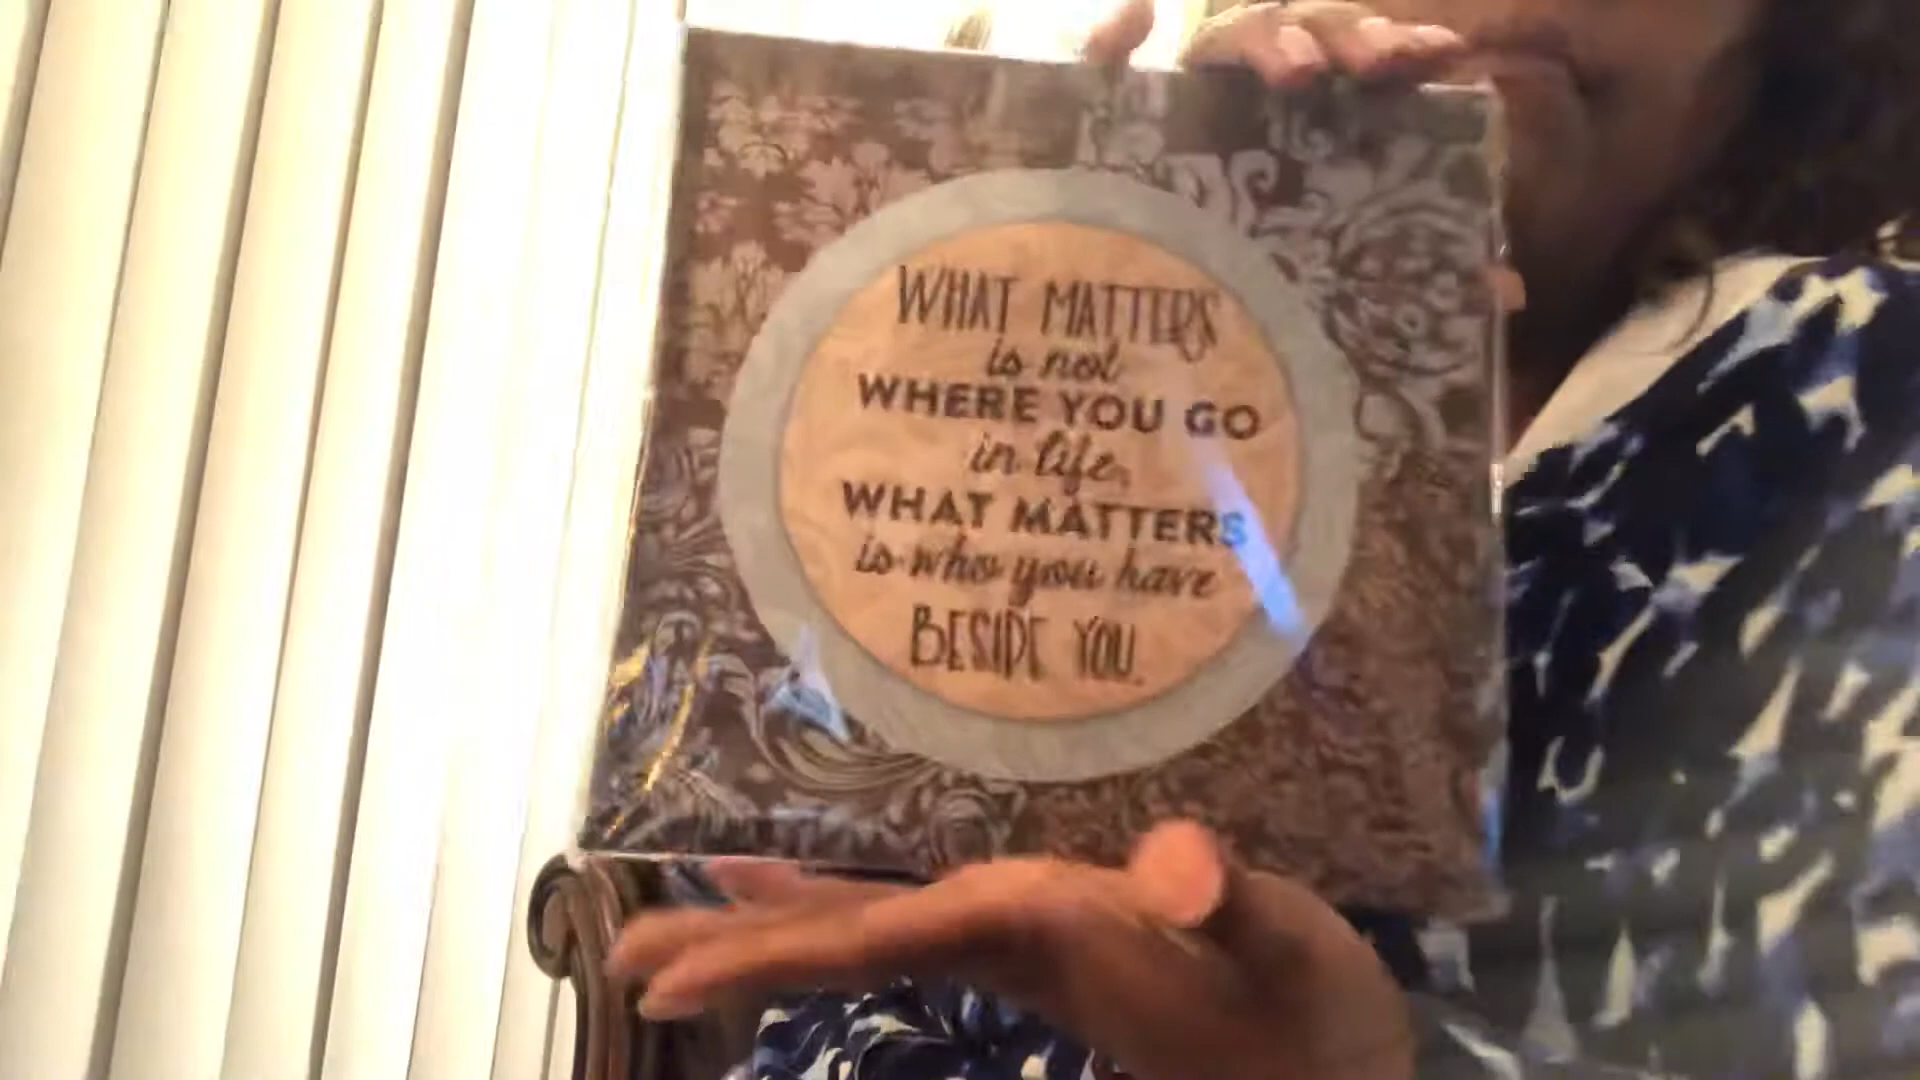 WHAT MATTERS
is not
WHERE YOU GO
in life,
WHAT MATTERS
is who you have
BESIDE YOU.